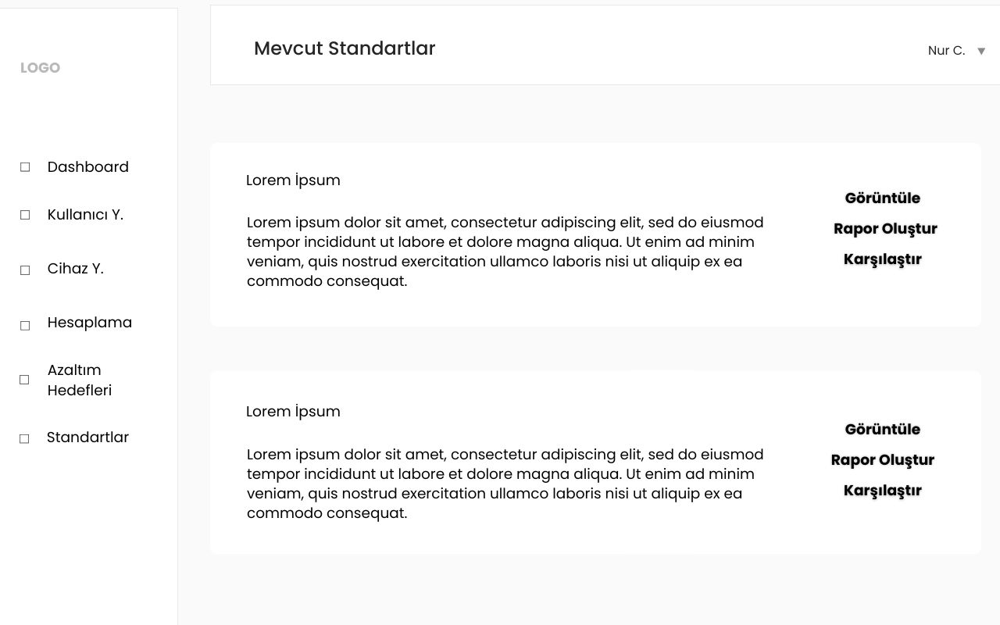 LOGO
Dashboard
Kullanıcı Y.
Cihaz Y.
Hesaplama
Azaltım
Hedefleri
Standartlar
Mevcut Standartlar
Nur C.
Lorem İpsum
Lorem ipsum dolor sit amet, consectetur adipiscing elit, sed do eiusmod
tempor incididunt ut labore et dolore magna aliqua. Ut enim ad minim
veniam, quis nostrud exercitation ullamco laboris nisi ut aliquip ex ea
commodo consequat.
Görüntüle
Rapor Oluştur
Karşılaştır
Lorem İpsum
Lorem ipsum dolor sit amet, consectetur adipiscing elit, sed do eiusmod
tempor incididunt ut labore et dolore magna aliqua. Ut enim ad minim
veniam, quis nostrud exercitation ullamco laboris nisi ut aliquip ex ea
commodo consequat.
Görüntüle
Rapor Oluştur
Karşılaştır